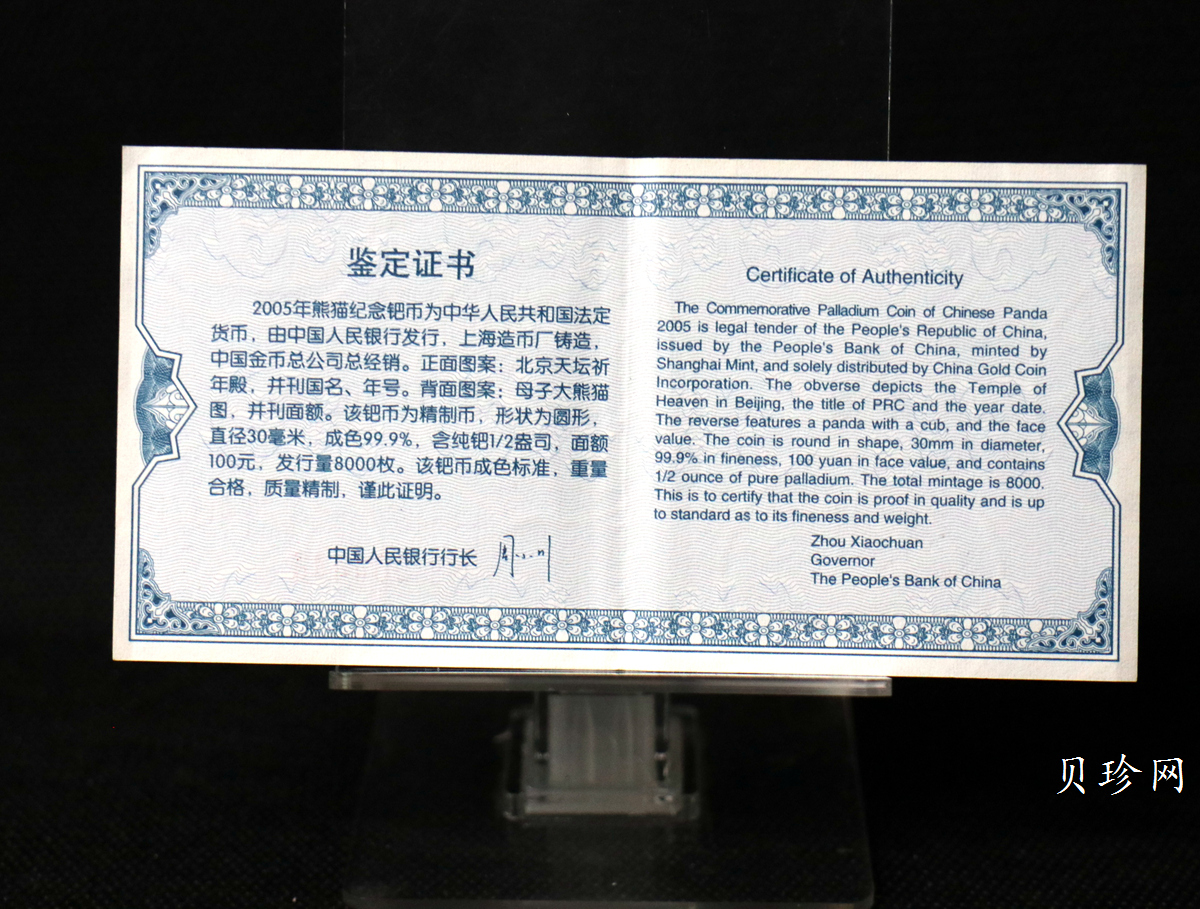 鉴定证书
2005年熊猫纪念钯币为中华人民共和国法定
货币，由中国人民银行发行，上海造币厂铸造，
中国金币总公司总经销。正面图案：北京天坛祈
年殿，并刊国名、年号。背面图案：母子大熊猫
图，并刊面额。该钯币为精制币，形状为圆形，
直径30毫米，成色99.9%，含纯钯1/2盎司，面额
100元，发行量8000枚。该钯币成色标准，重量
合格，质量精制，谨此证明。
中国人民银行行长 周小川
Certificate of Authenticity
The Commemorative Palladium Coin of Chinese Panda
2005 is legal tender of the People's Republic of China,
issued by the People's Bank of China, minted by
Shanghai Mint, and solely distributed by China Gold Coin
Incorporation. The obverse depicts the Temple of
Heaven in Beijing, the title of PRC and the year date.
The reverse features a panda with a cub, and the face
value. The coin is round in shape, 30mm in diameter,
99.9% in fineness, 100 yuan in face value, and contains
1/2 ounce of pure palladium. The total mintage is 8000.
This is to certify that the coin is proof in quality and is up
to standard as to its fineness and weight.
Zhou Xiaochuan
Governor
The People's Bank of China
贝珍网